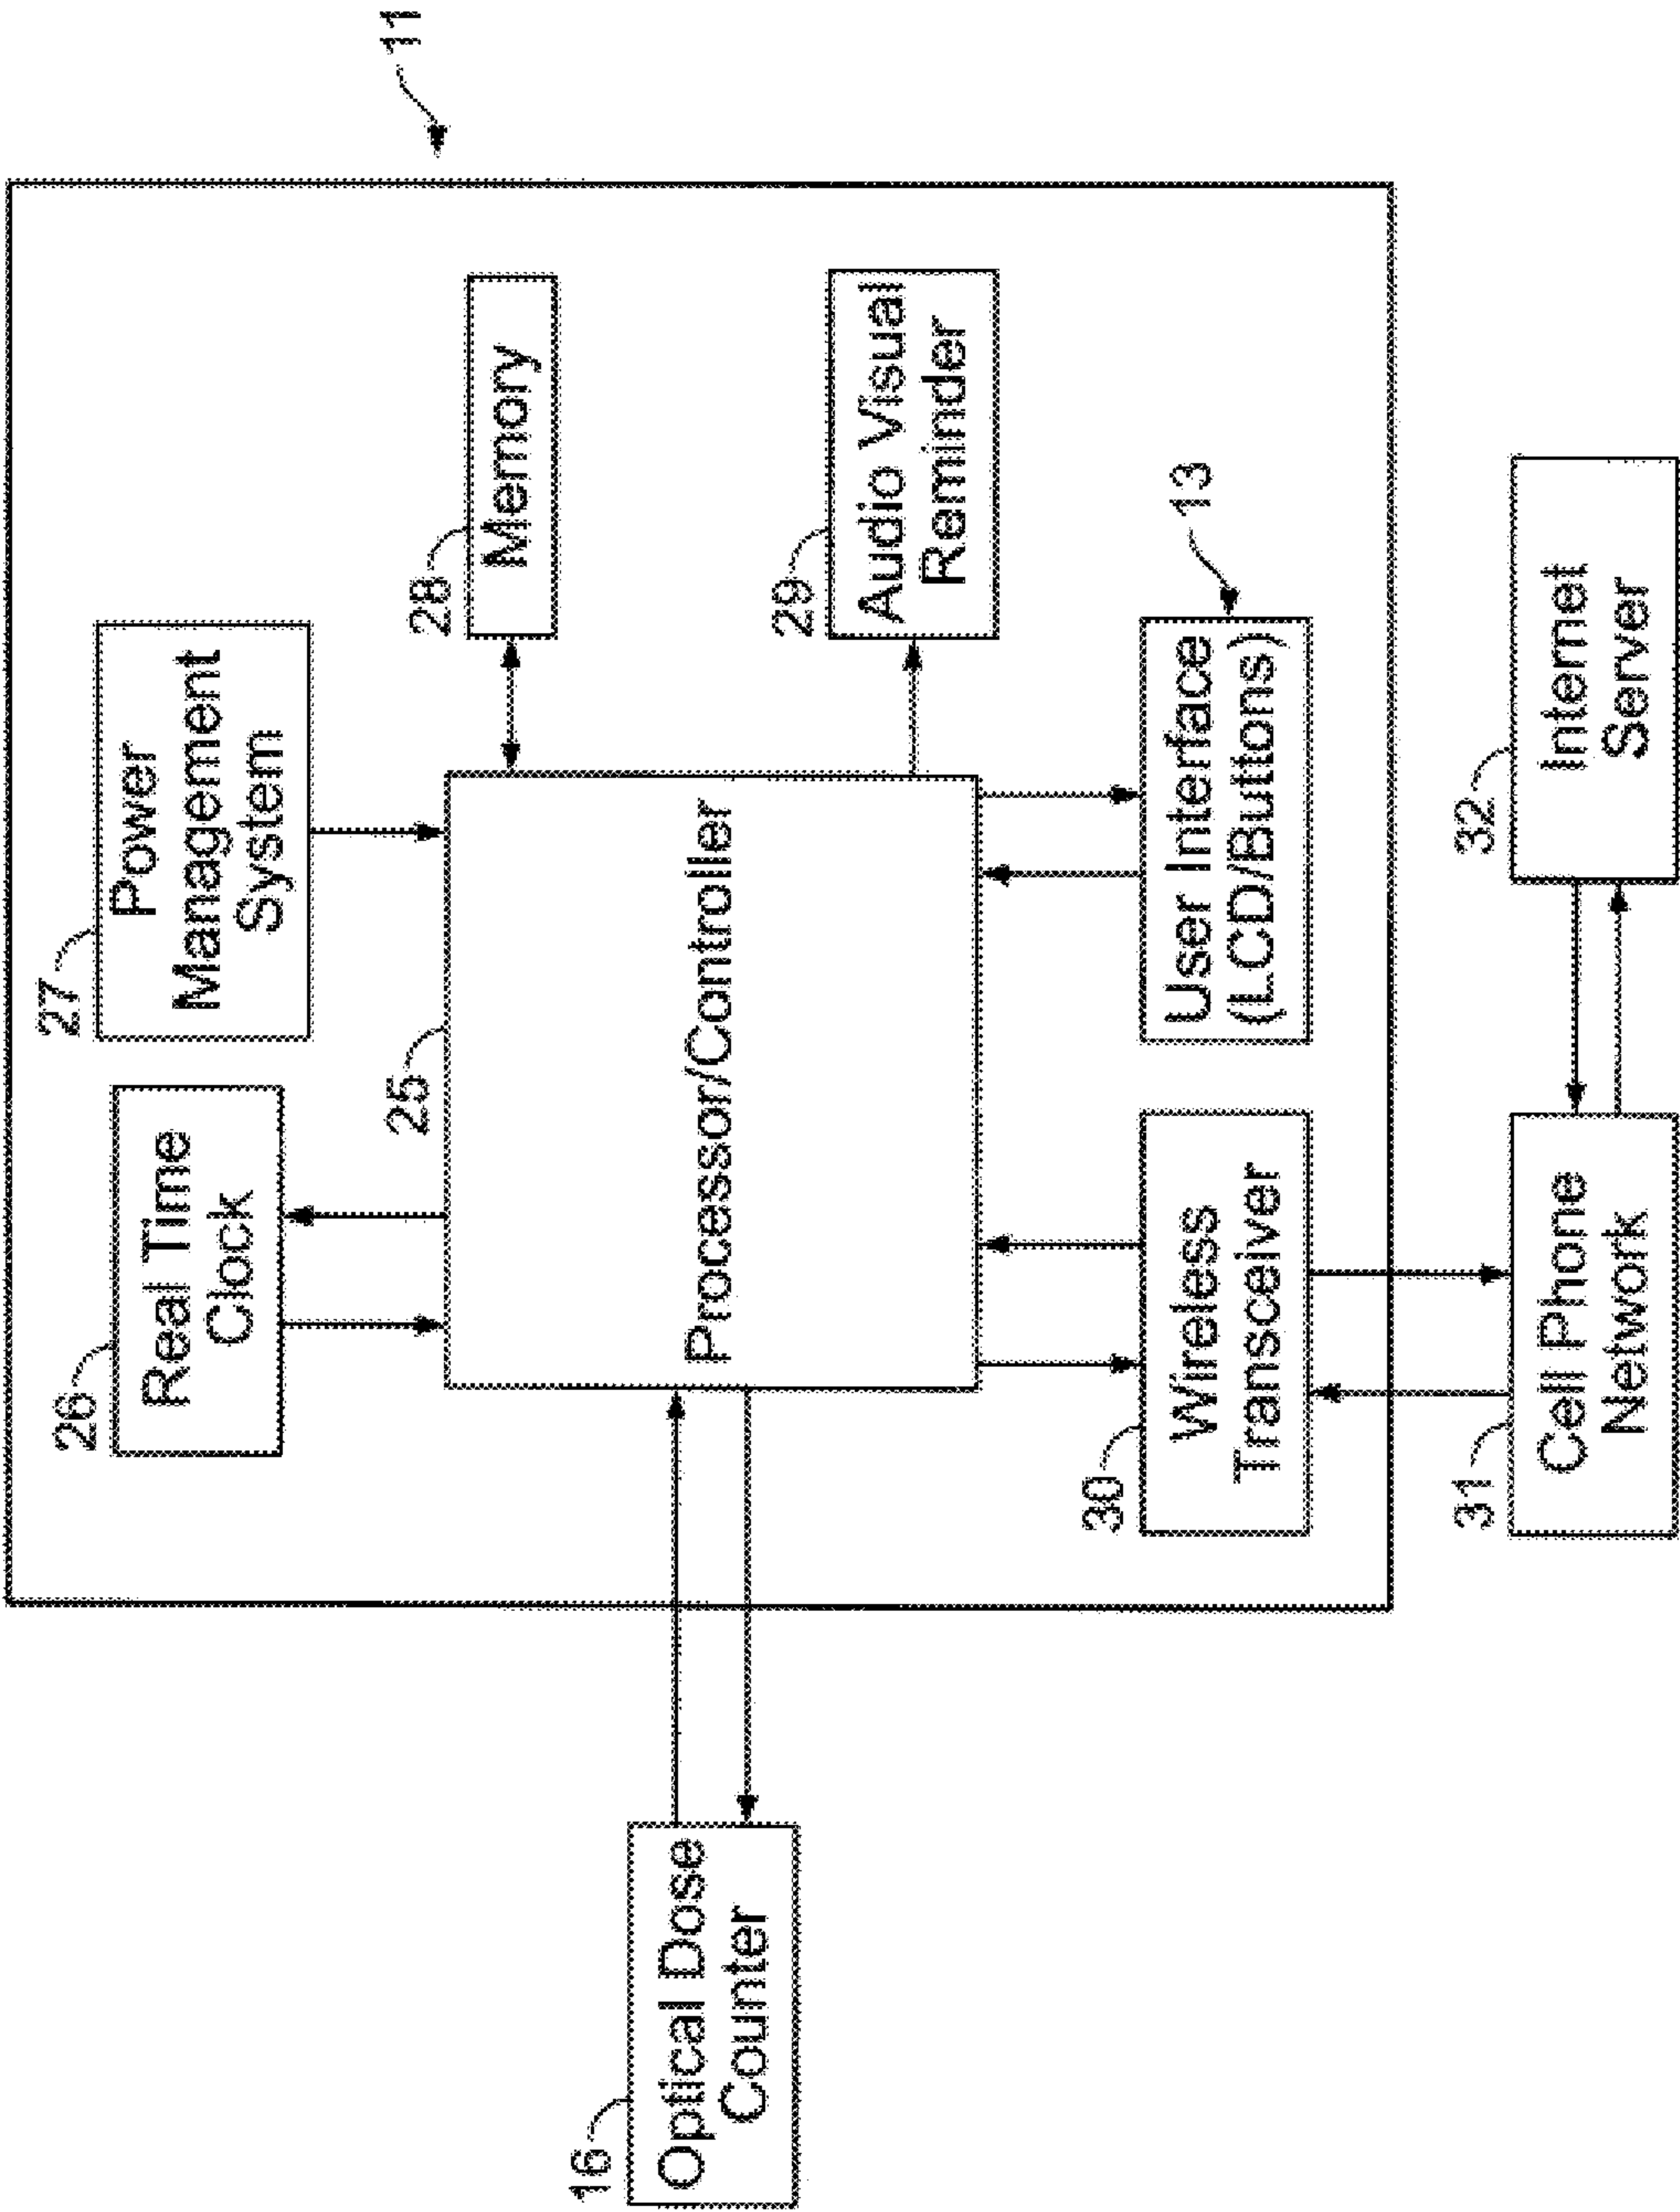 11
27
Power
Management
System
26
Real Time
Clock
28
Memory
25
Processor/Controller
16
Optical Dose
Counter
29
Audio Visual
Reminder
30
Wireless
Transceiver
User Interface
(LCD/Buttons)
13
31
Cell Phone
Network
32
Internet
Server